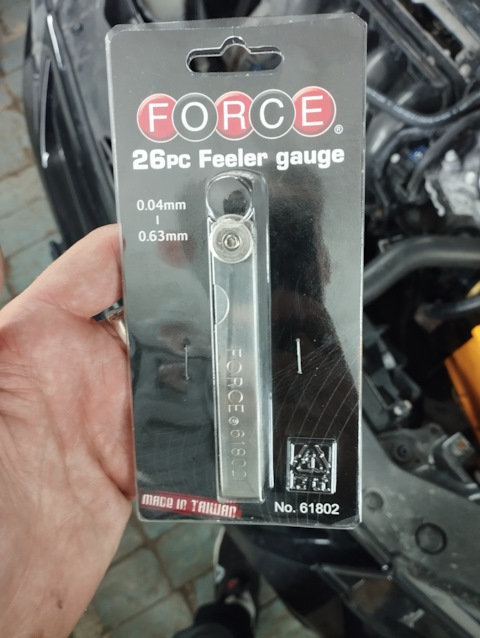 FORCE®
26PC Feeler gauge
0.04mm
0.63mm
FORCE® 61802
MADE IN TAIWAN
No. 61802